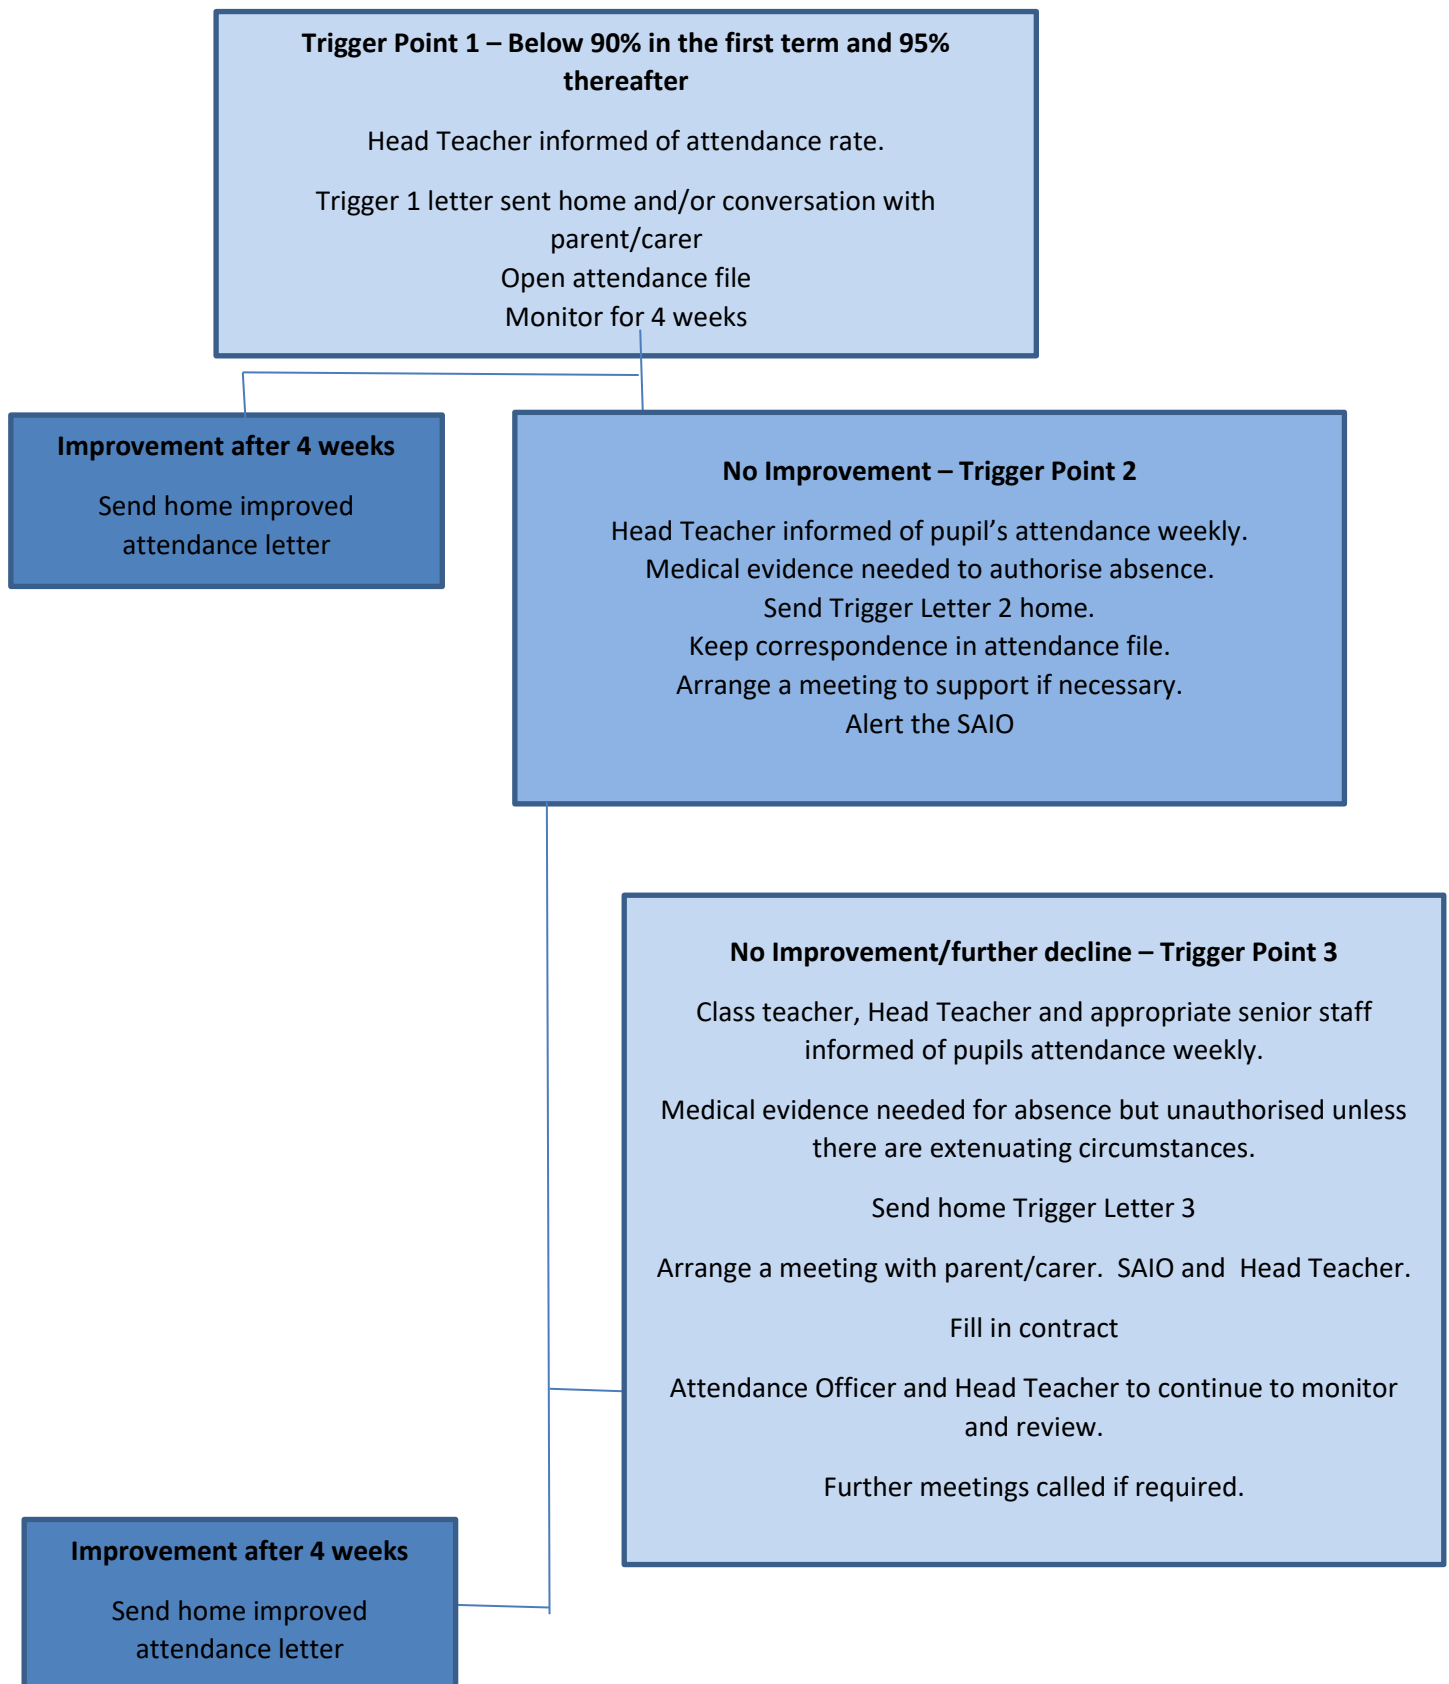 Trigger Point 1 – Below 90% in the first term and 95%
thereafter
Head Teacher informed of attendance rate.
Trigger 1 letter sent home and/or conversation with
parent/carer
Open attendance file
Monitor for 4 weeks
Improvement after 4 weeks
Send home improved
attendance letter
No Improvement – Trigger Point 2
Head Teacher informed of pupil’s attendance weekly.
Medical evidence needed to authorise absence.
Send Trigger Letter 2 home.
Keep correspondence in attendance file.
Arrange a meeting to support if necessary.
Alert the SAIO
No Improvement/further decline – Trigger Point 3
Class teacher, Head Teacher and appropriate senior staff
informed of pupils attendance weekly.
Medical evidence needed for absence but unauthorised unless
there are extenuating circumstances.
Send home Trigger Letter 3
Arrange a meeting with parent/carer.  SAIO and  Head Teacher.
Fill in contract
Attendance Officer and Head Teacher to continue to monitor
and review.
Further meetings called if required.
Improvement after 4 weeks
Send home improved
attendance letter